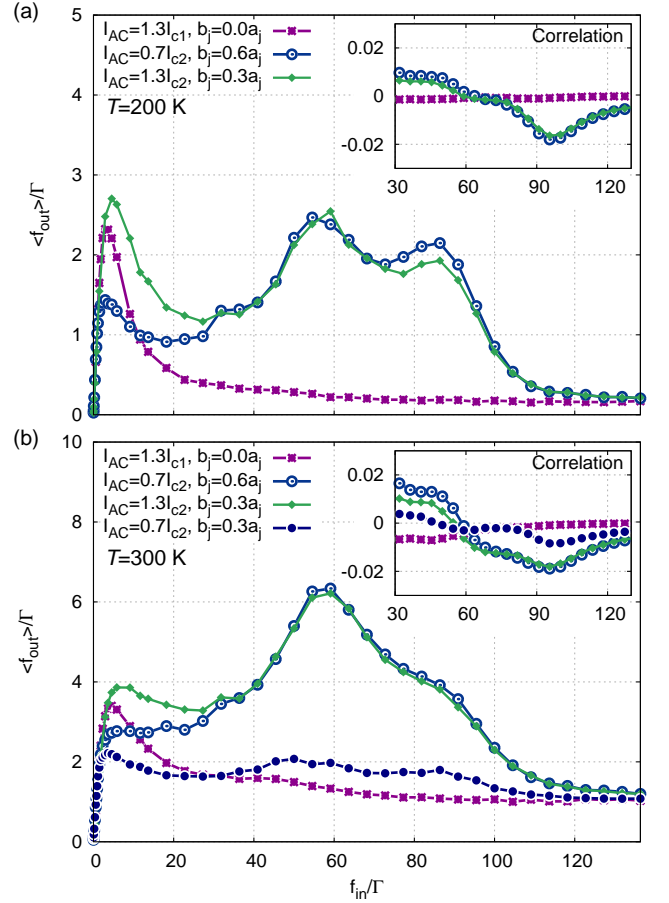 (a)
I_AC=1.3I_c1, b_j=0.0a_j
I_AC=0.7I_c2, b_j=0.6a_j
I_AC=1.3I_c2, b_j=0.3a_j
T=200 K
Correlation
0.02
0
-0.02
30 60 90 120
5
4
3
2
1
0
<f_out>/Γ
(b)
I_AC=1.3I_c1, b_j=0.0a_j
I_AC=0.7I_c2, b_j=0.6a_j
I_AC=1.3I_c2, b_j=0.3a_j
I_AC=0.7I_c2, b_j=0.3a_j
T=300 K
Correlation
0.02
0
-0.02
30 60 90 120
10
8
6
4
2
0
<f_out>/Γ
0 20 40 60 80 100 120
f_in/Γ